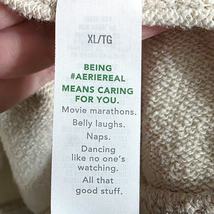 XL/TG
BEING
#AERIEREAL
MEANS CARING
FOR YOU.
Movie marathons.
Belly laughs.
Naps.
Dancing
like no one's
watching.
All that
good stuff.